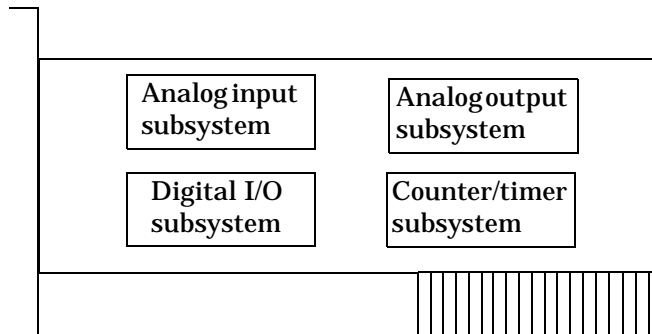 Analog input
subsystem
Analog output
subsystem
Digital I/O
subsystem
Counter/timer
subsystem